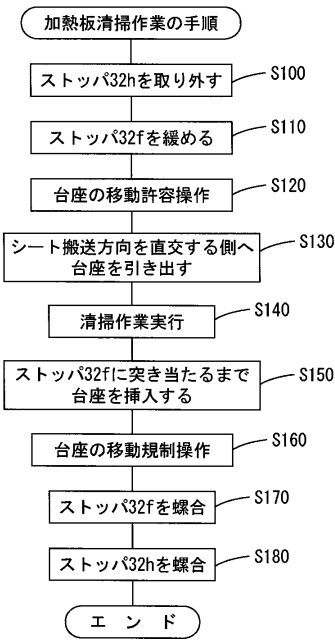 加熱板清掃作業の手順
ストッパ32hを取り外す
S100
ストッパ32fを緩める
S110
台座の移動許容操作
S120
シート搬送方向を直交する側へ
台座を引き出す
S130
清掃作業実行
S140
ストッパ32fに突き当たるまで
台座を挿入する
S150
台座の移動規制操作
S160
ストッパ32fを螺合
S170
ストッパ32hを螺合
S180
エンド